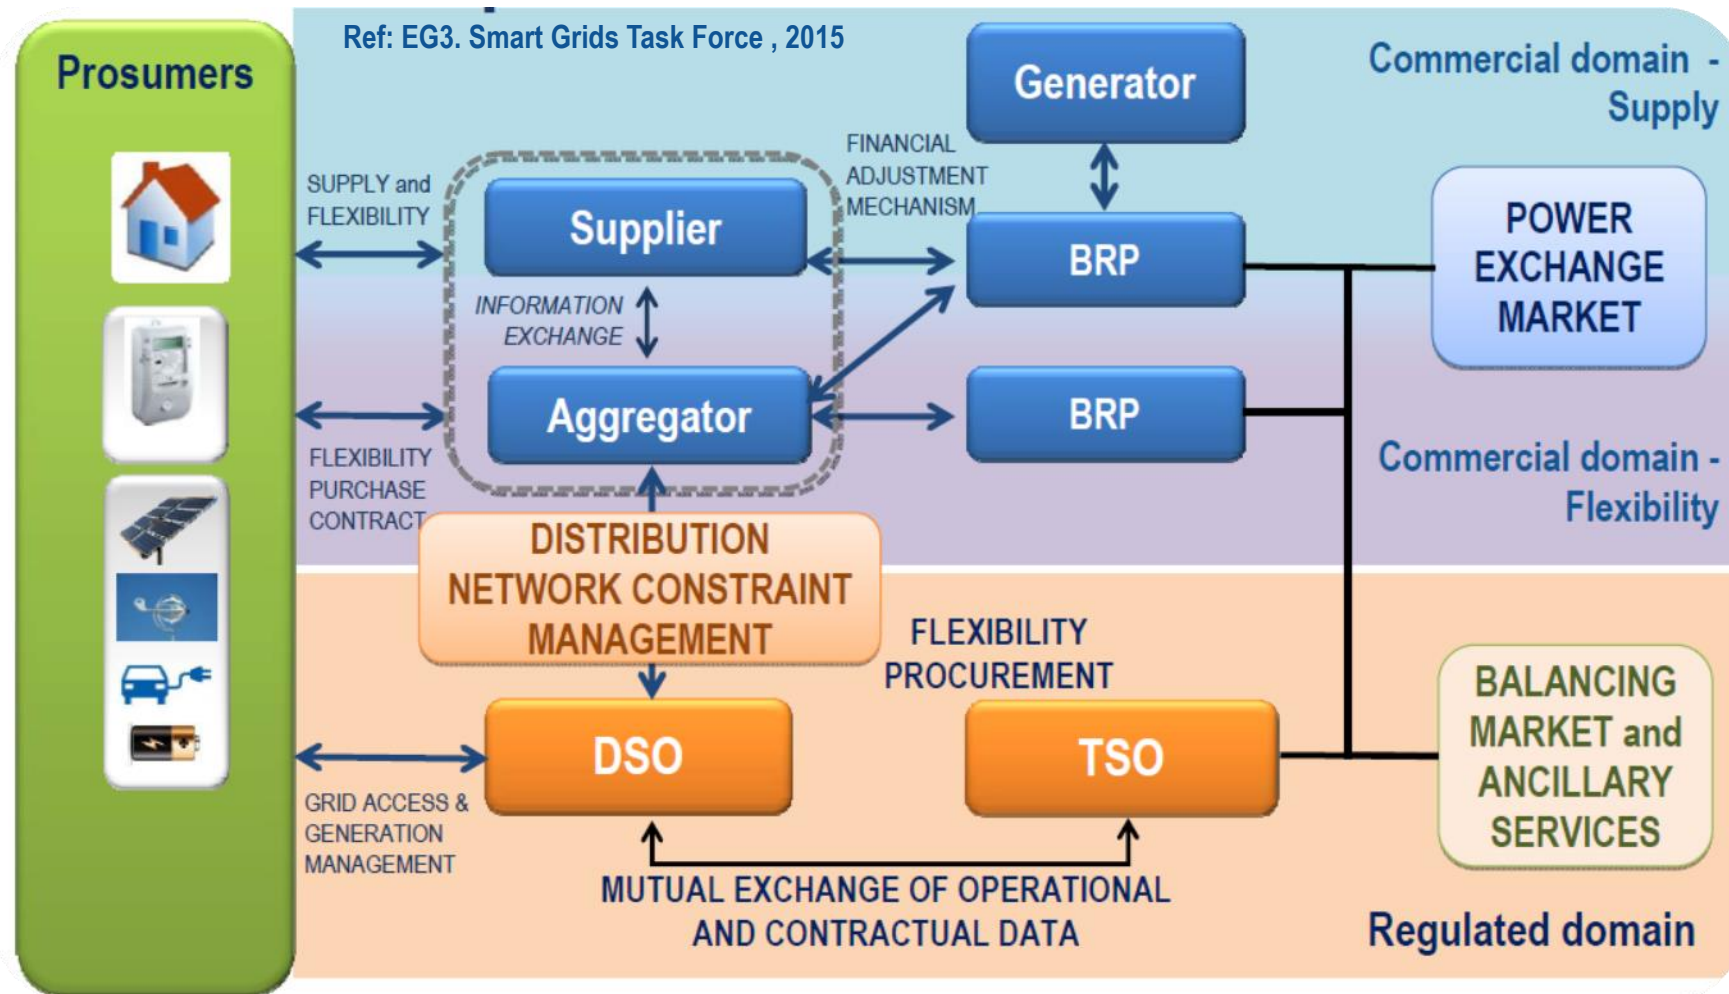 Ref: EG3. Smart Grids Task Force , 2015
Prosumers
Generator
Commercial domain -
Supply
FINANCIAL
ADJUSTMENT
MECHANISM
SUPPLY and
FLEXIBILITY
Supplier
BRP
POWER
EXCHANGE
MARKET
INFORMATION
EXCHANGE
Aggregator
BRP
FLEXIBILITY
PURCHASE
CONTRACT
Commercial domain -
Flexibility
DISTRIBUTION
NETWORK CONSTRAINT
MANAGEMENT
FLEXIBILITY
PROCUREMENT
DSO
TSO
BALANCING
MARKET and
ANCILLARY
SERVICES
GRID ACCESS &
GENERATION
MANAGEMENT
MUTUAL EXCHANGE OF OPERATIONAL
AND CONTRACTUAL DATA
Regulated domain